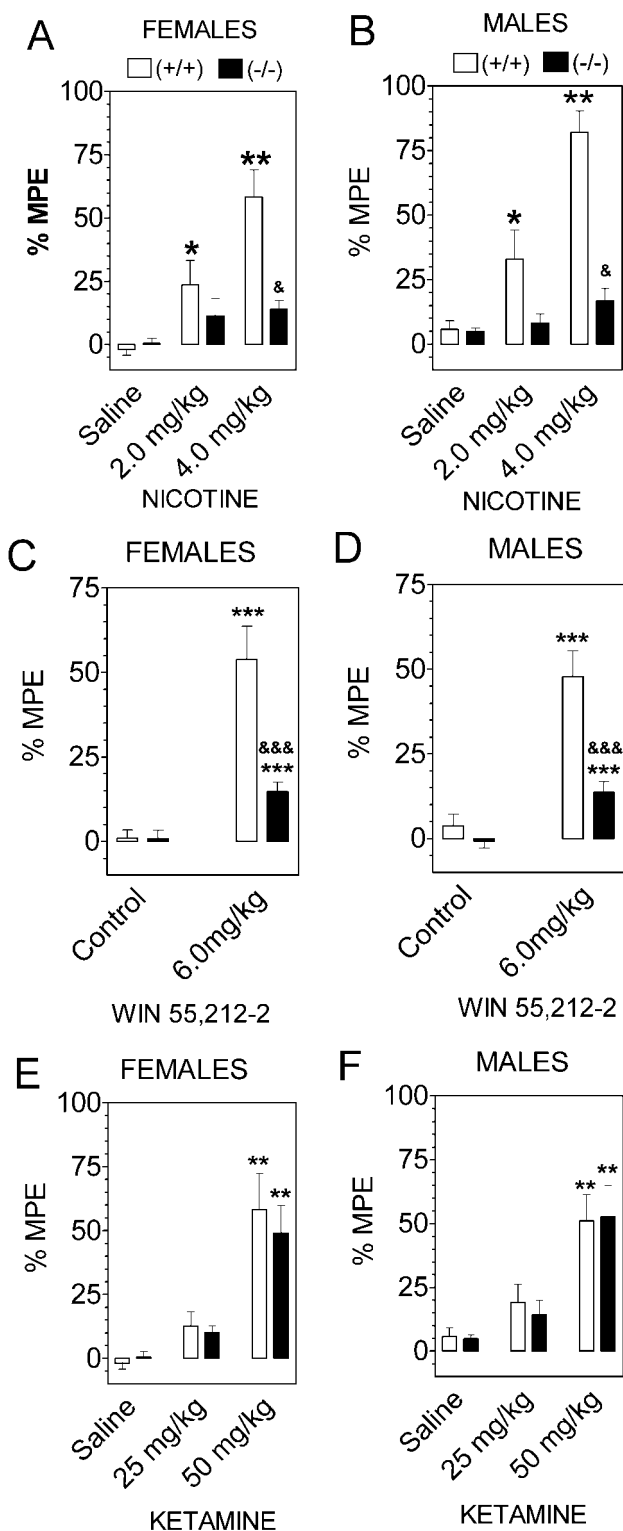 A
FEMALES
(+/+) (-/-)
100
75
50
25
0
% MPE
*
**
&
Saline
2.0 mg/kg
4.0 mg/kg
NICOTINE
B
MALES
(+/+) (-/-)
100
75
50
25
0
% MPE
*
**
&
Saline
2.0 mg/kg
4.0 mg/kg
NICOTINE
C
FEMALES
75
50
25
0
% MPE
***
&&&
***
Control
6.0mg/kg
WIN 55,212-2
D
MALES
75
50
25
0
% MPE
***
&&&
***
Control
6.0mg/kg
WIN 55,212-2
E
FEMALES
100
75
50
25
0
% MPE
**
**
Saline
25 mg/kg
50 mg/kg
KETAMINE
F
MALES
100
75
50
25
0
% MPE
**
**
Saline
25 mg/kg
50 mg/kg
KETAMINE